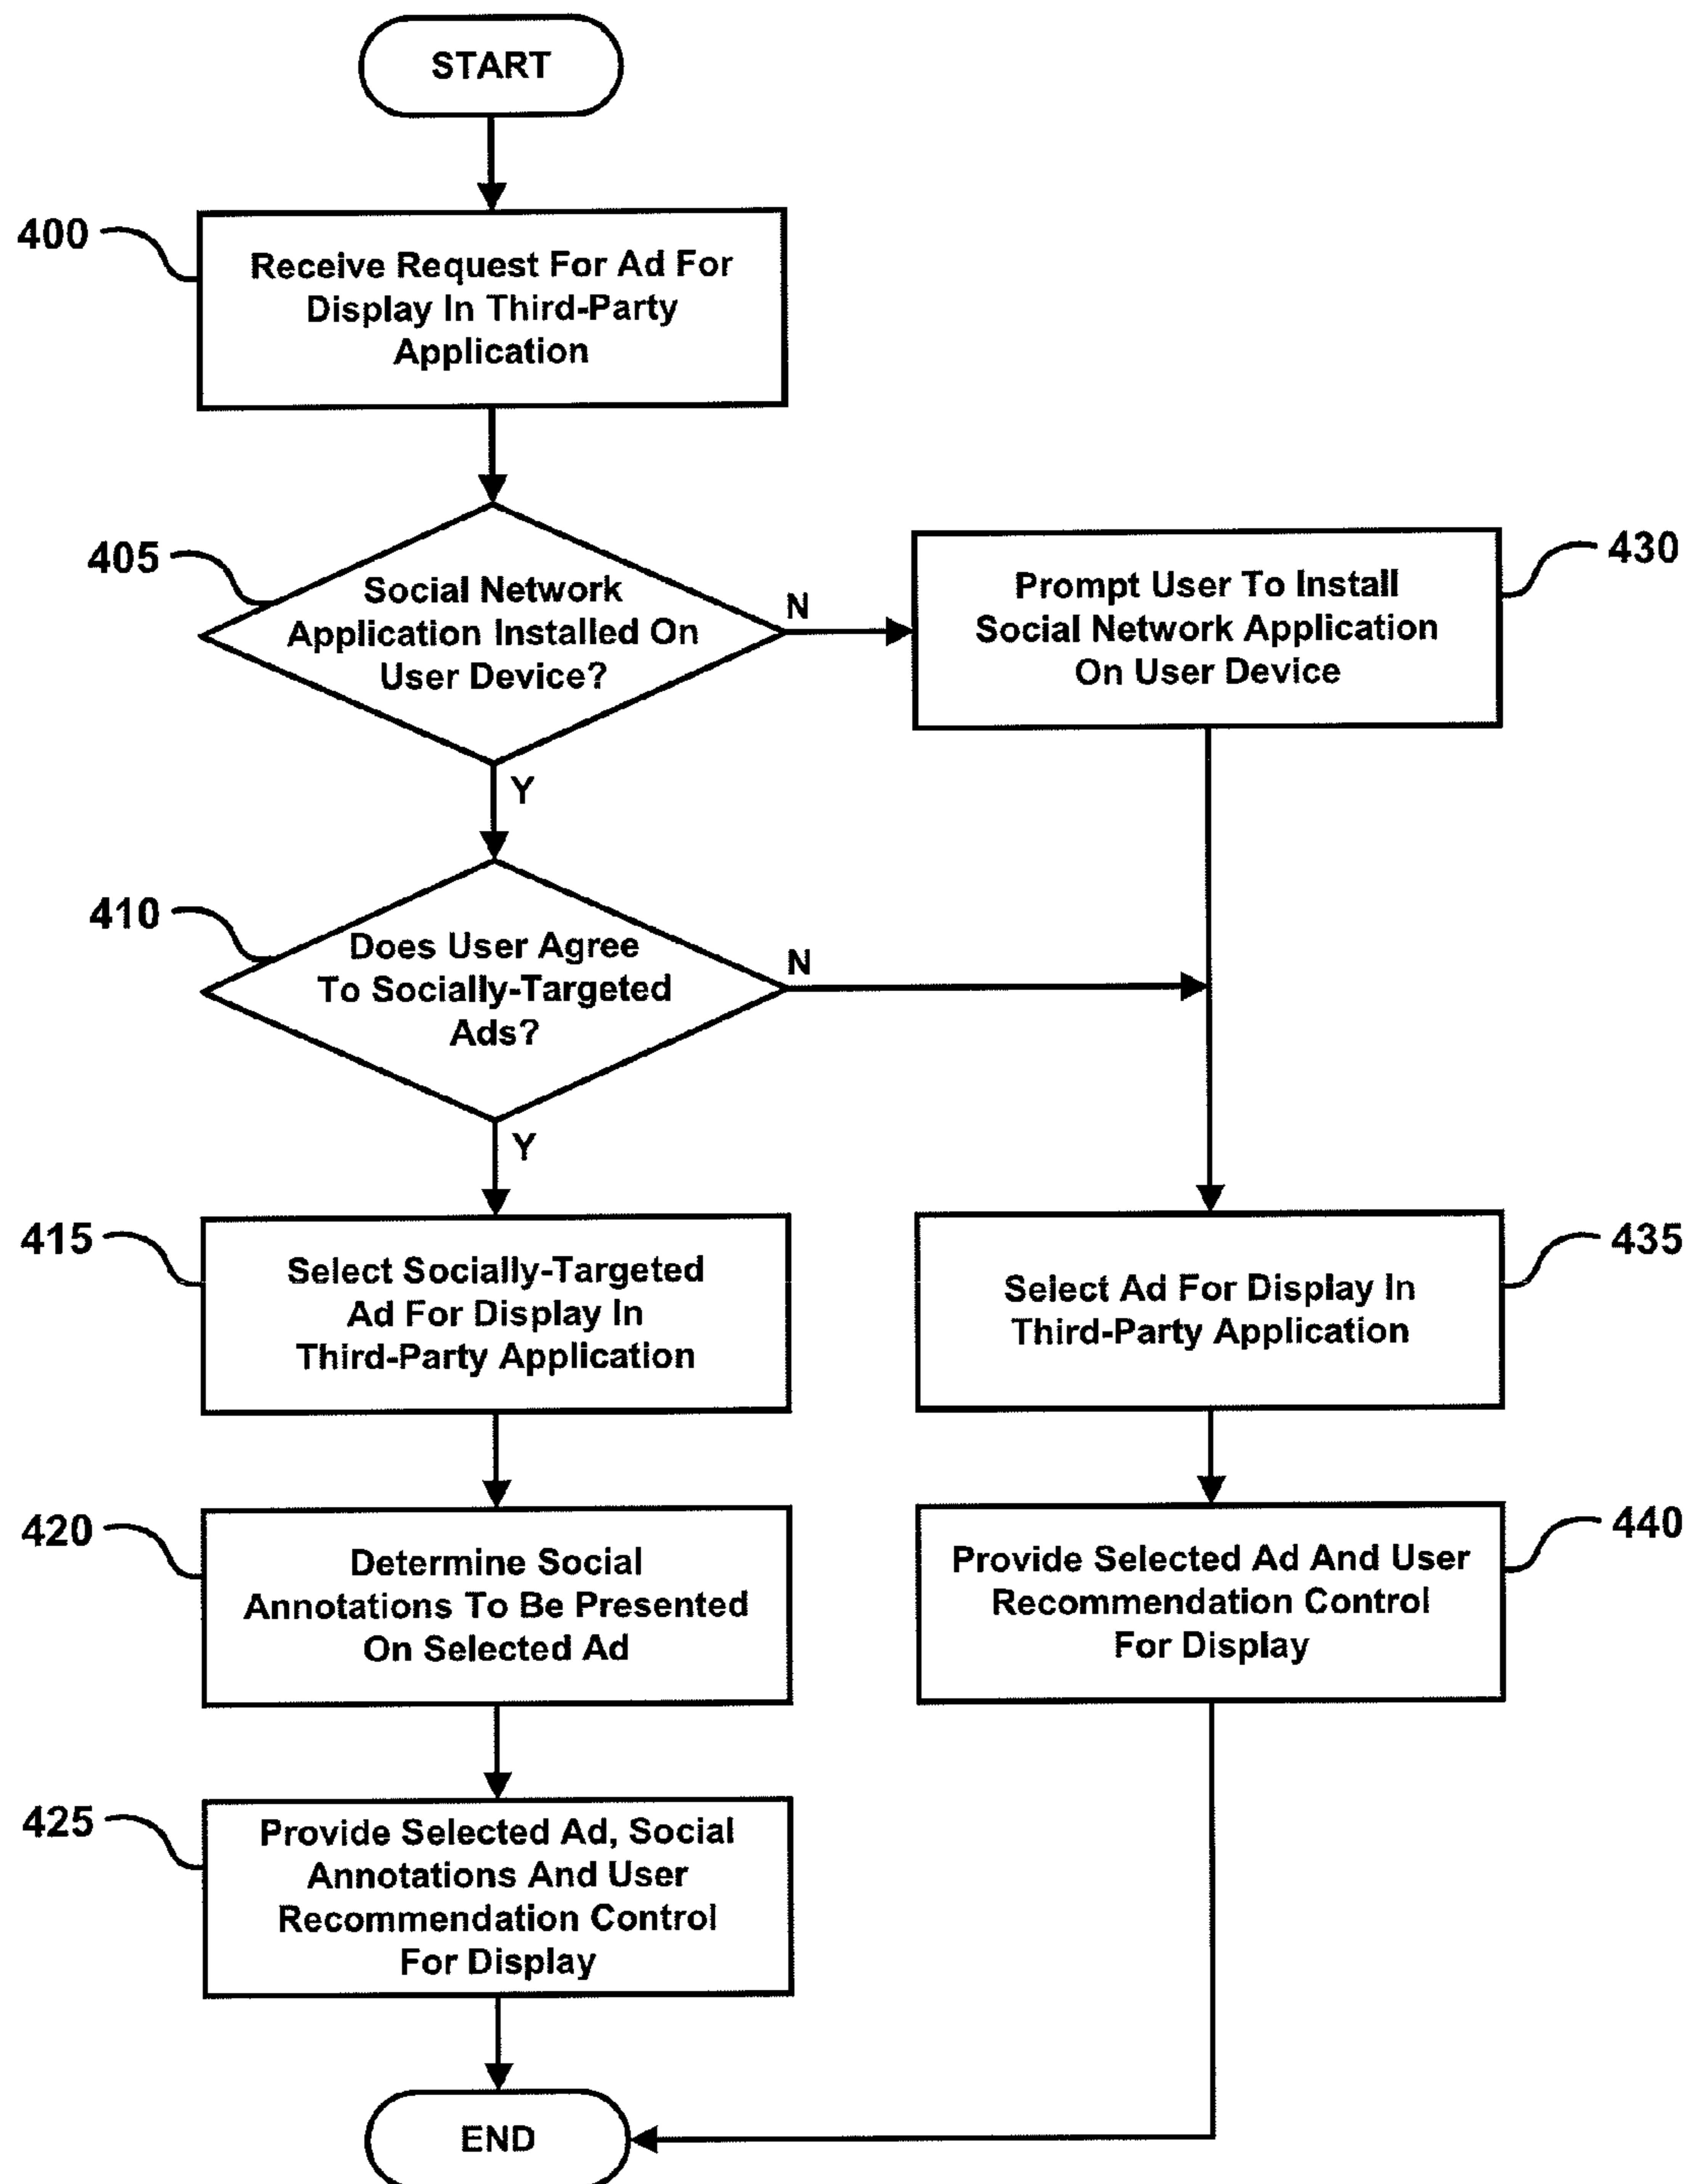 START
400
Receive Request For Ad For
Display In Third-Party
Application
405
Social Network
Application Installed On
User Device?
N
Y
430
Prompt User To Install
Social Network Application
On User Device
410
Does User Agree
To Socially-Targeted
Ads?
N
Y
415
Select Socially-Targeted
Ad For Display In
Third-Party Application
435
Select Ad For Display In
Third-Party Application
420
Determine Social
Annotations To Be Presented
On Selected Ad
440
Provide Selected Ad And User
Recommendation Control
For Display
425
Provide Selected Ad, Social
Annotations And User
Recommendation Control
For Display
END